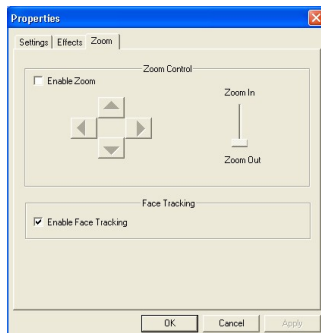 Properties
Settings Effects Zoom
Zoom Control
Enable Zoom
Zoom In
Zoom Out
Face Tracking
Enable Face Tracking
OK Cancel Apply